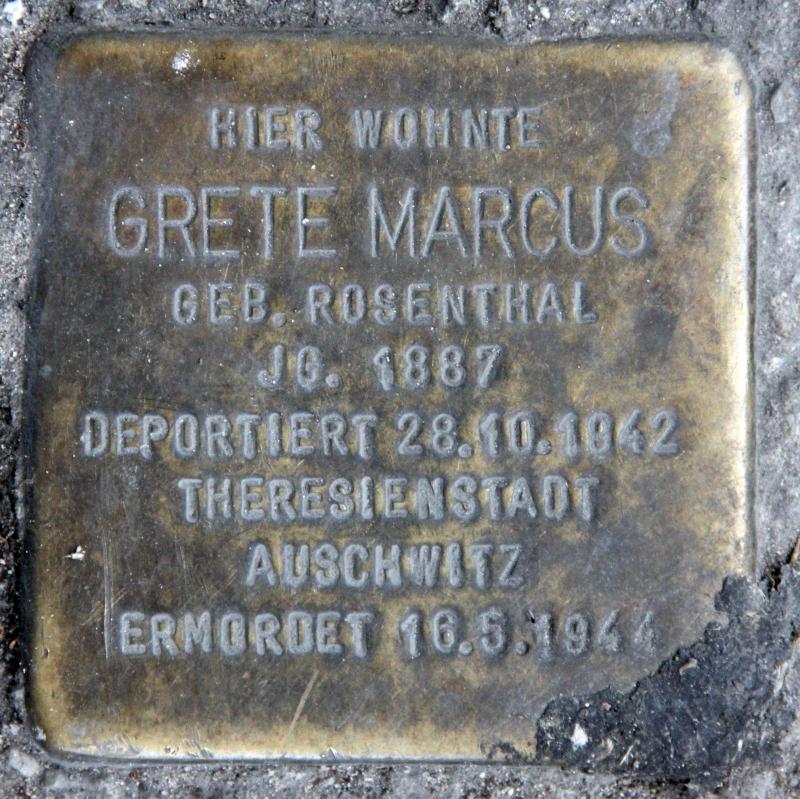 HIER WOHNTE
GRETE MARCUS
GEB. ROSENTHAL
JG. 1887
DEPORTIERT 28.10.1942
THERESIENSTADT
AUSCHWITZ
ERMORDET 16.5.1944